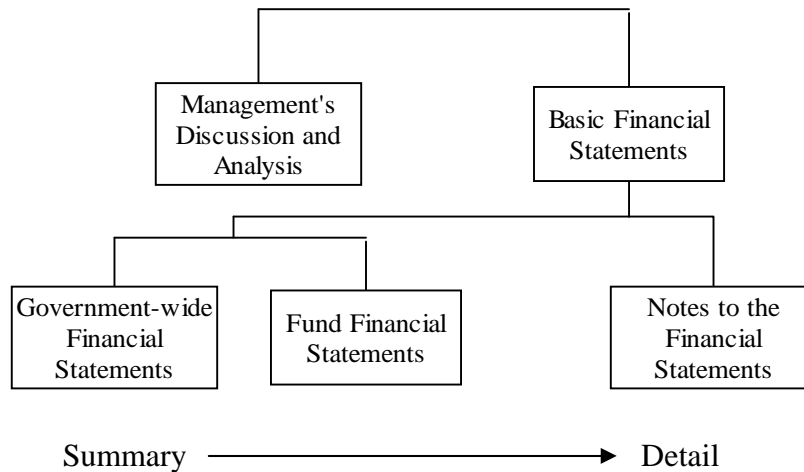 Management's
Discussion and
Analysis
Basic Financial
Statements
Government-wide
Financial
Statements
Fund Financial
Statements
Notes to the
Financial
Statements
Summary
Detail